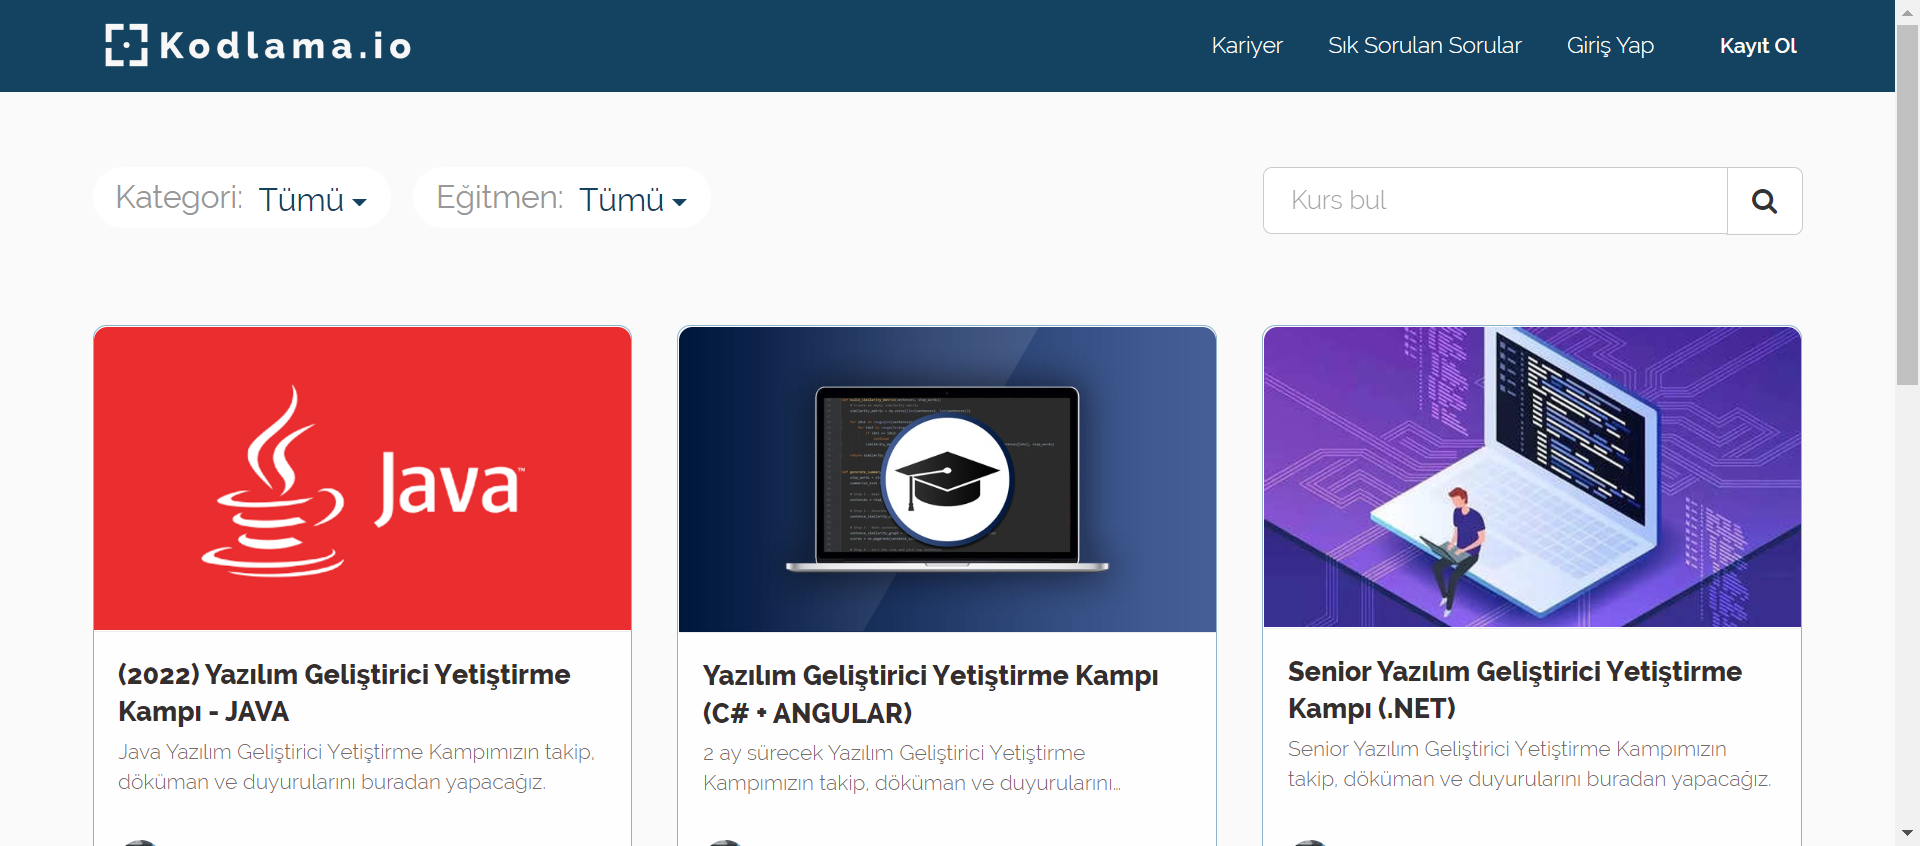 Kodlama.io
Kariyer
Sık Sorulan Sorular
Giriş Yap
Kayıt Ol
Kategori: Tümü
Eğitmen: Tümü
Kurs bul
Java™
(2022) Yazılım Geliştirici Yetiştirme
Kampı - JAVA
Java Yazılım Geliştirici Yetiştirme Kampımızın takip,
döküman ve duyurularını buradan yapacağız.
Yazılım Geliştirici Yetiştirme Kampı
(C# + ANGULAR)
2 ay sürecek Yazılım Geliştirici Yetiştirme
Kampımızın takip, döküman ve duyurularını...
Senior Yazılım Geliştirici Yetiştirme
Kampı (.NET)
Senior Yazılım Geliştirici Yetiştirme Kampımızın
takip, döküman ve duyurularını buradan yapacağız.